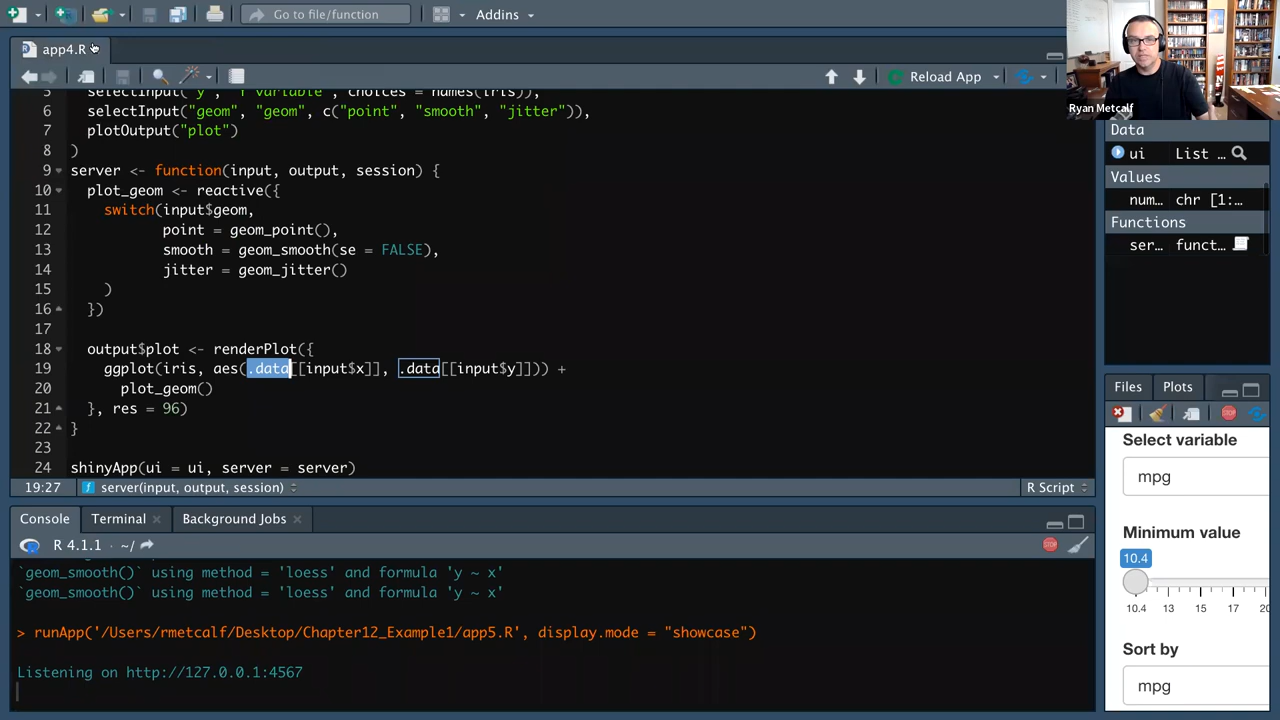 Go to file/function
Addins
app4.R
Reload App
5 selectInput("y", "Y variable", choices = names(iris)),
6 selectInput("geom", "geom", c("point", "smooth", "jitter")),
7 plotOutput("plot")
8 )
9 server <- function(input, output, session) {
10 plot_geom <- reactive({
11 switch(input$geom,
12 point = geom_point(),
13 smooth = geom_smooth(se = FALSE),
14 jitter = geom_jitter()
15 )
16 })
17
18 output$plot <- renderPlot({
19 ggplot(iris, aes(.data[[input$x]], .data[[input$y]])) +
20 plot_geom()
21 }, res = 96)
22 }
23
24 shinyApp(ui = ui, server = server)
19:27 server(input, output, session) R Script
Console Terminal Background Jobs
R 4.1.1 · ~/
`geom_smooth()` using method = 'loess' and formula 'y ~ x'
`geom_smooth()` using method = 'loess' and formula 'y ~ x'
> runApp('/Users/rmetcalf/Desktop/Chapter12_Example1/app5.R', display.mode = "showcase")
Listening on http://127.0.0.1:4567
Ryan Metcalf
Data
ui List …
Values
num… chr [1:…
Functions
ser… funct…
Files Plots
STOP
Select variable
mpg
Minimum value
10.4
10.4 13 15 17 20
Sort by
mpg